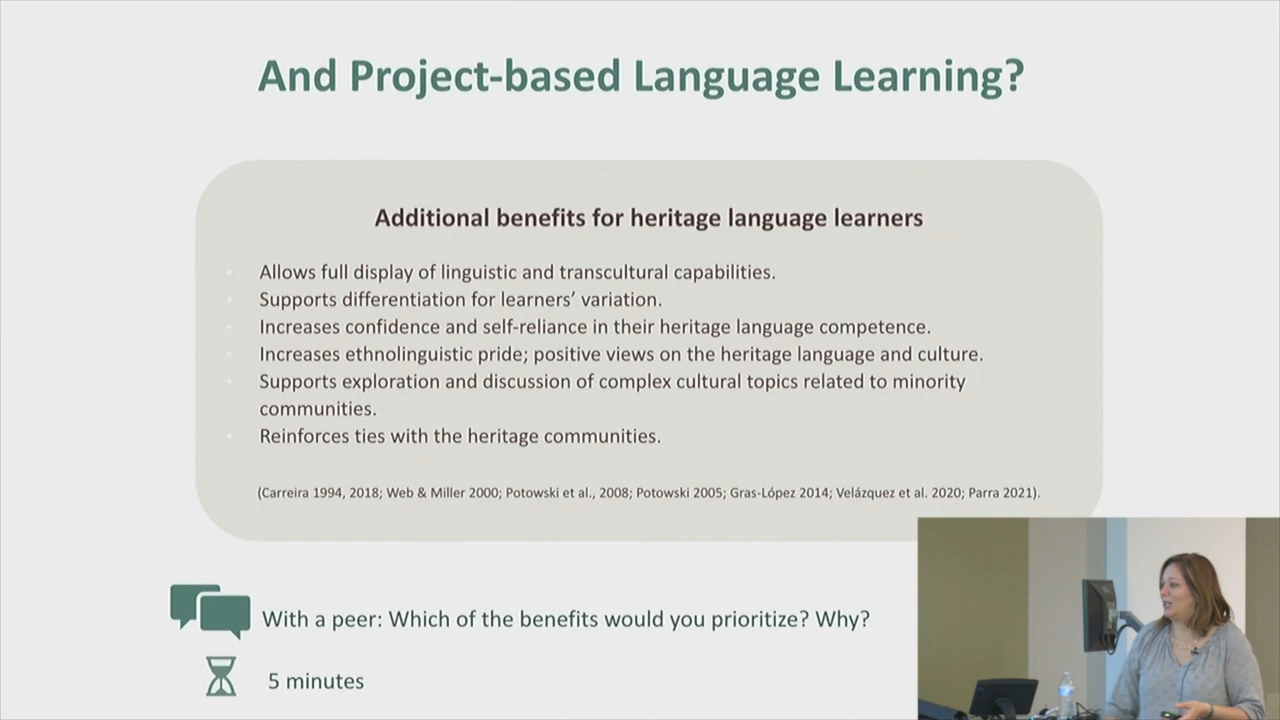 And Project-based Language Learning?
Additional benefits for heritage language learners
Allows full display of linguistic and transcultural capabilities.
Supports differentiation for learners’ variation.
Increases confidence and self-reliance in their heritage language competence.
Increases ethnolinguistic pride; positive views on the heritage language and culture.
Supports exploration and discussion of complex cultural topics related to minority
communities.
Reinforces ties with the heritage communities.
(Carreira 1994, 2018; Web & Miller 2000; Potowski et al., 2008; Potowski 2005; Gras-López 2014; Velázquez et al. 2020; Parra 2021).
With a peer: Which of the benefits would you prioritize? Why?
5 minutes